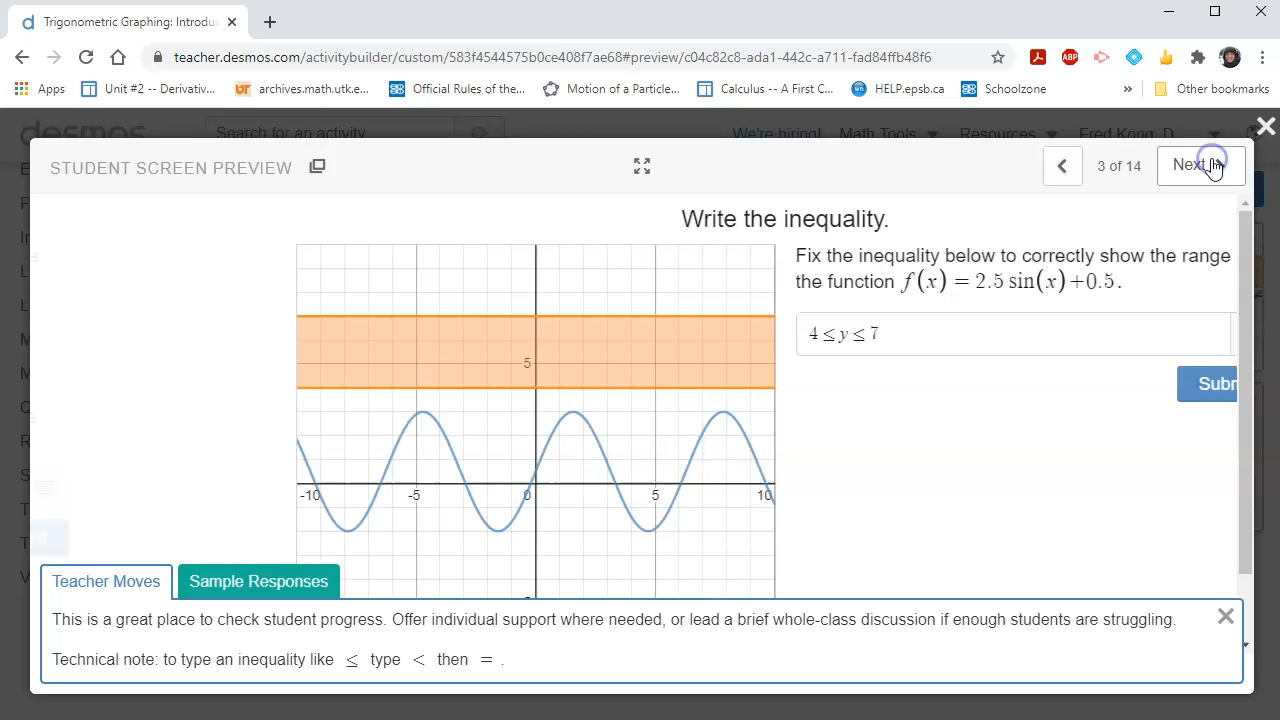 Trigonometric Graphing: Introdu
teacher.desmos.com/activitybuilder/custom/583f4544575b0ce408f7ae68#preview/c04c82c8-ada1-442c-a711-fad84ffb48f6
ABP
Apps Unit #2 -- Derivativ... archives.math.utk.e... Official Rules of the... Motion of a Particle... Calculus -- A First C... HELP.epsb.ca Schoolzone » Other bookmarks
desmos Search for an activity We're hiring! Math Tools Resources Fred Kong, D
STUDENT SCREEN PREVIEW 3 of 14 Next
Write the inequality.
Fix the inequality below to correctly show the range
the function f(x) = 2.5 sin(x)+0.5.
4 ≤ y ≤ 7
Subr
5
-10 -5 0 5 10
Teacher Moves Sample Responses
This is a great place to check student progress. Offer individual support where needed, or lead a brief whole-class discussion if enough students are struggling.
Technical note: to type an inequality like ≤ type < then = .